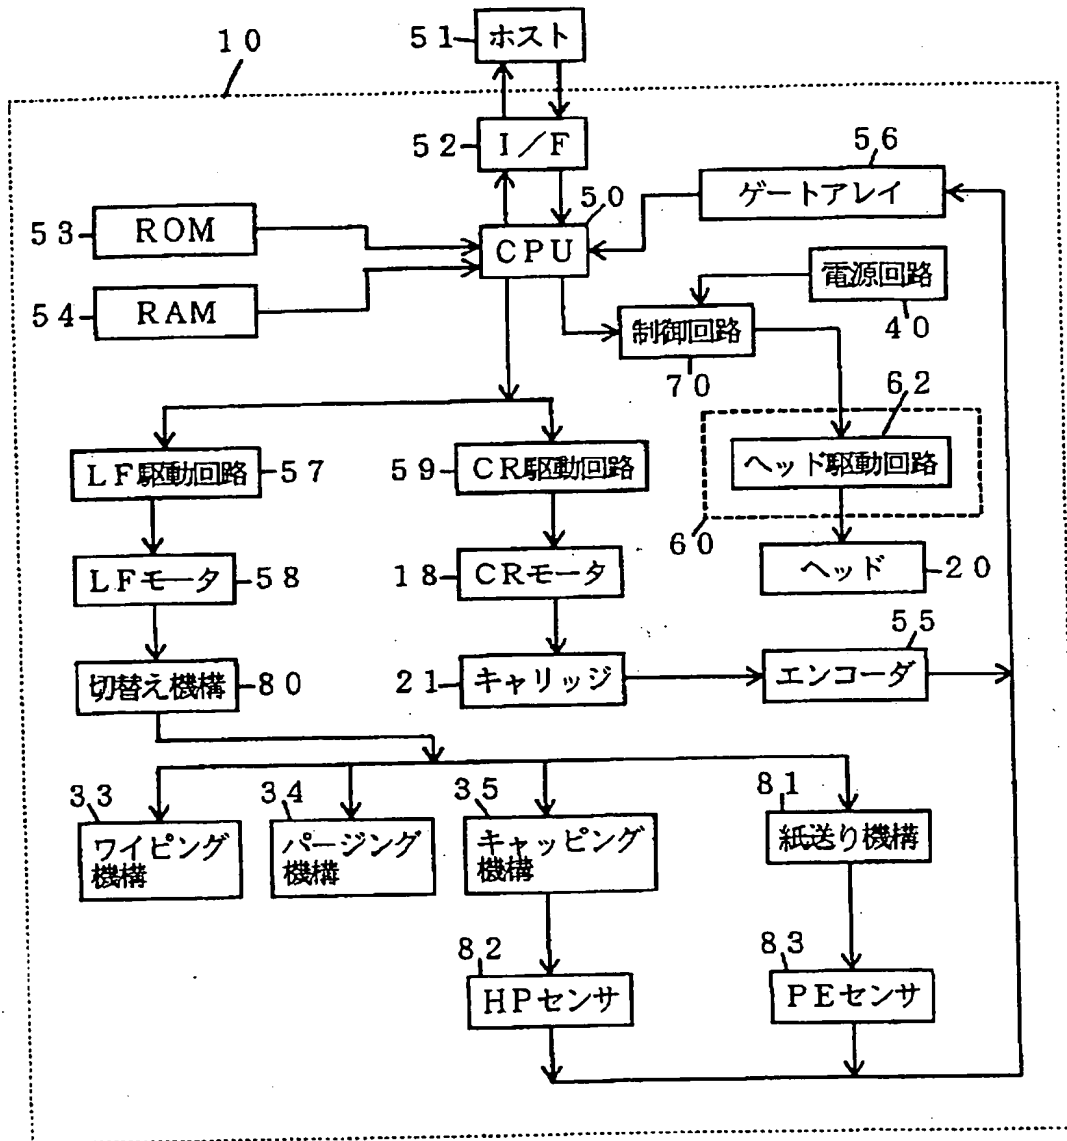 10
51
ホスト
52
I／F
56
ゲートアレイ
53
ROM
50
CPU
電源回路
40
54
RAM
制御回路
70
62
LF駆動回路
57
59
CR駆動回路
ヘッド駆動回路
60
LFモータ
58
18
CRモータ
ヘッド
20
55
切替え機構
80
21
キャリッジ
エンコーダ
33
ワイピング
機構
34
パージング
機構
35
キャッピング
機構
81
紙送り機構
82
HPセンサ
83
PEセンサ